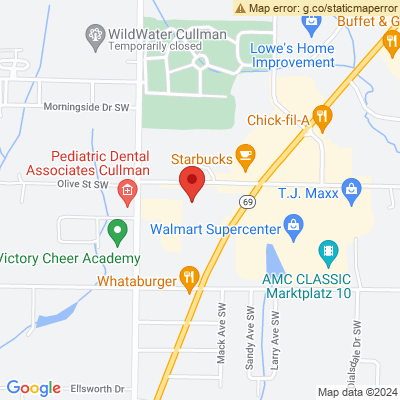 Map error: g.co/staticmaperror
Buffet & G
WildWater Cullman
Temporarily closed
Lowe's Home
Improvement
Morningside Dr SW
Chick-fil-A
Starbucks
Pediatric Dental
Associates Cullman
Olive St SW
T.J. Maxx
69
Walmart Supercenter
Victory Cheer Academy
AMC CLASSIC
Marktplatz 10
Whataburger
Mack Ave SW
Sandy Ave SW
Larry Ave SW
Dialsdale Dr SW
Ellsworth Dr
Google
Map data ©2024